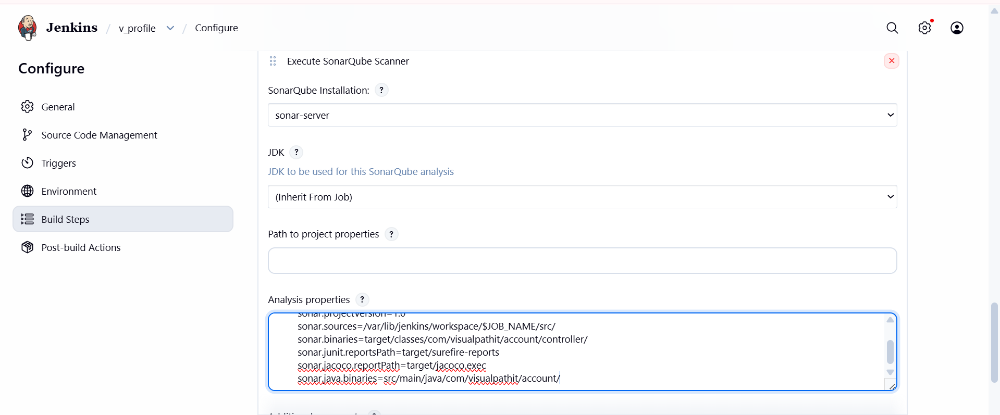 Jenkins / v_profile / Configure
Configure
General
Source Code Management
Triggers
Environment
Build Steps
Post-build Actions
Execute SonarQube Scanner
SonarQube Installation: ?
sonar-server
JDK ?
JDK to be used for this SonarQube analysis
(Inherit From Job)
Path to project properties ?
Analysis properties ?
sonar.projectVersion=1.0
sonar.sources=/var/lib/jenkins/workspace/$JOB_NAME/src/
sonar.binaries=target/classes/com/visualpathit/account/controller/
sonar.junit.reportsPath=target/surefire-reports
sonar.jacoco.reportPath=target/jacoco.exec
sonar.java.binaries=src/main/java/com/visualpathit/account/